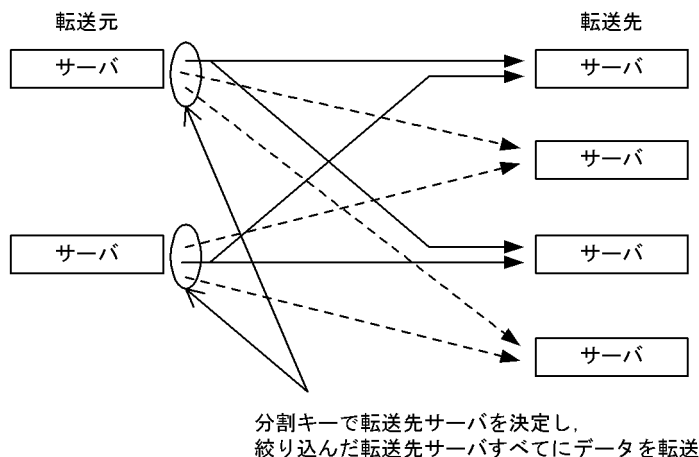 転送元
転送先
サーバ
サーバ
サーバ
サーバ
サーバ
サーバ
分割キーで転送先サーバを決定し,
絞り込んだ転送先サーバすべてにデータを転送